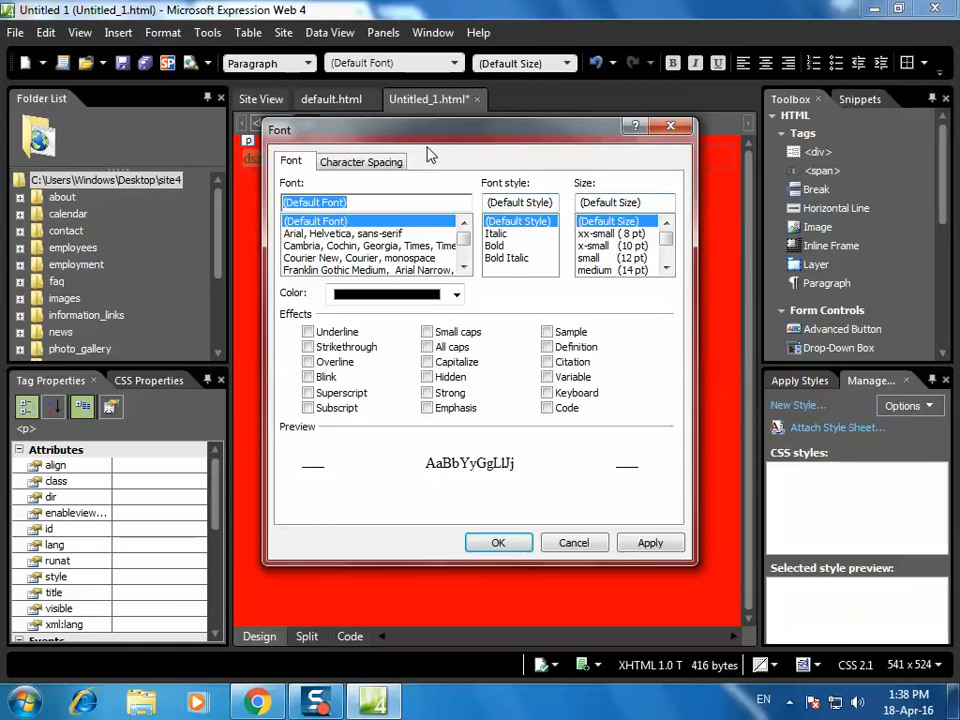 Untitled 1 (Untitled_1.html) - Microsoft Expression Web 4
File Edit View Insert Format Tools Table Site Data View Panels Window Help
Paragraph (Default Font) (Default Size) B I U
Folder List
Site View default.html Untitled_1.html*
Toolbox Snippets
C:\Users\Windows\Desktop\site4
about
calendar
contact
employees
employment
faq
images
information_links
news
photo_gallery
Tag Properties CSS Properties
<p>
Attributes
align
class
dir
enableview...
id
lang
runat
style
title
visible
xml:lang
Events
p
Font
Font Character Spacing
Font: Font style: Size:
(Default Font) (Default Style) (Default Size)
(Default Font) (Default Style) (Default Size)
Arial, Helvetica, sans-serif Italic xx-small ( 8 pt)
Cambria, Cochin, Georgia, Times, Time Bold x-small (10 pt)
Courier New, Courier, monospace Bold Italic small (12 pt)
Franklin Gothic Medium, Arial Narrow, medium (14 pt)
Color:
Effects
Underline Small caps Sample
Strikethrough All caps Definition
Overline Capitalize Citation
Blink Hidden Variable
Superscript Strong Keyboard
Subscript Emphasis Code
Preview
AaBbYyGgLlJj
OK Cancel Apply
HTML
Tags
<div>
<span>
Break
Horizontal Line
Image
Inline Frame
Layer
Paragraph
Form Controls
Advanced Button
Drop-Down Box
Apply Styles Manage...
New Style... Options
Attach Style Sheet...
CSS styles:
Selected style preview:
Design Split Code
XHTML 1.0 T 416 bytes CSS 2.1 541 x 524
EN 1:38 PM
18-Apr-16